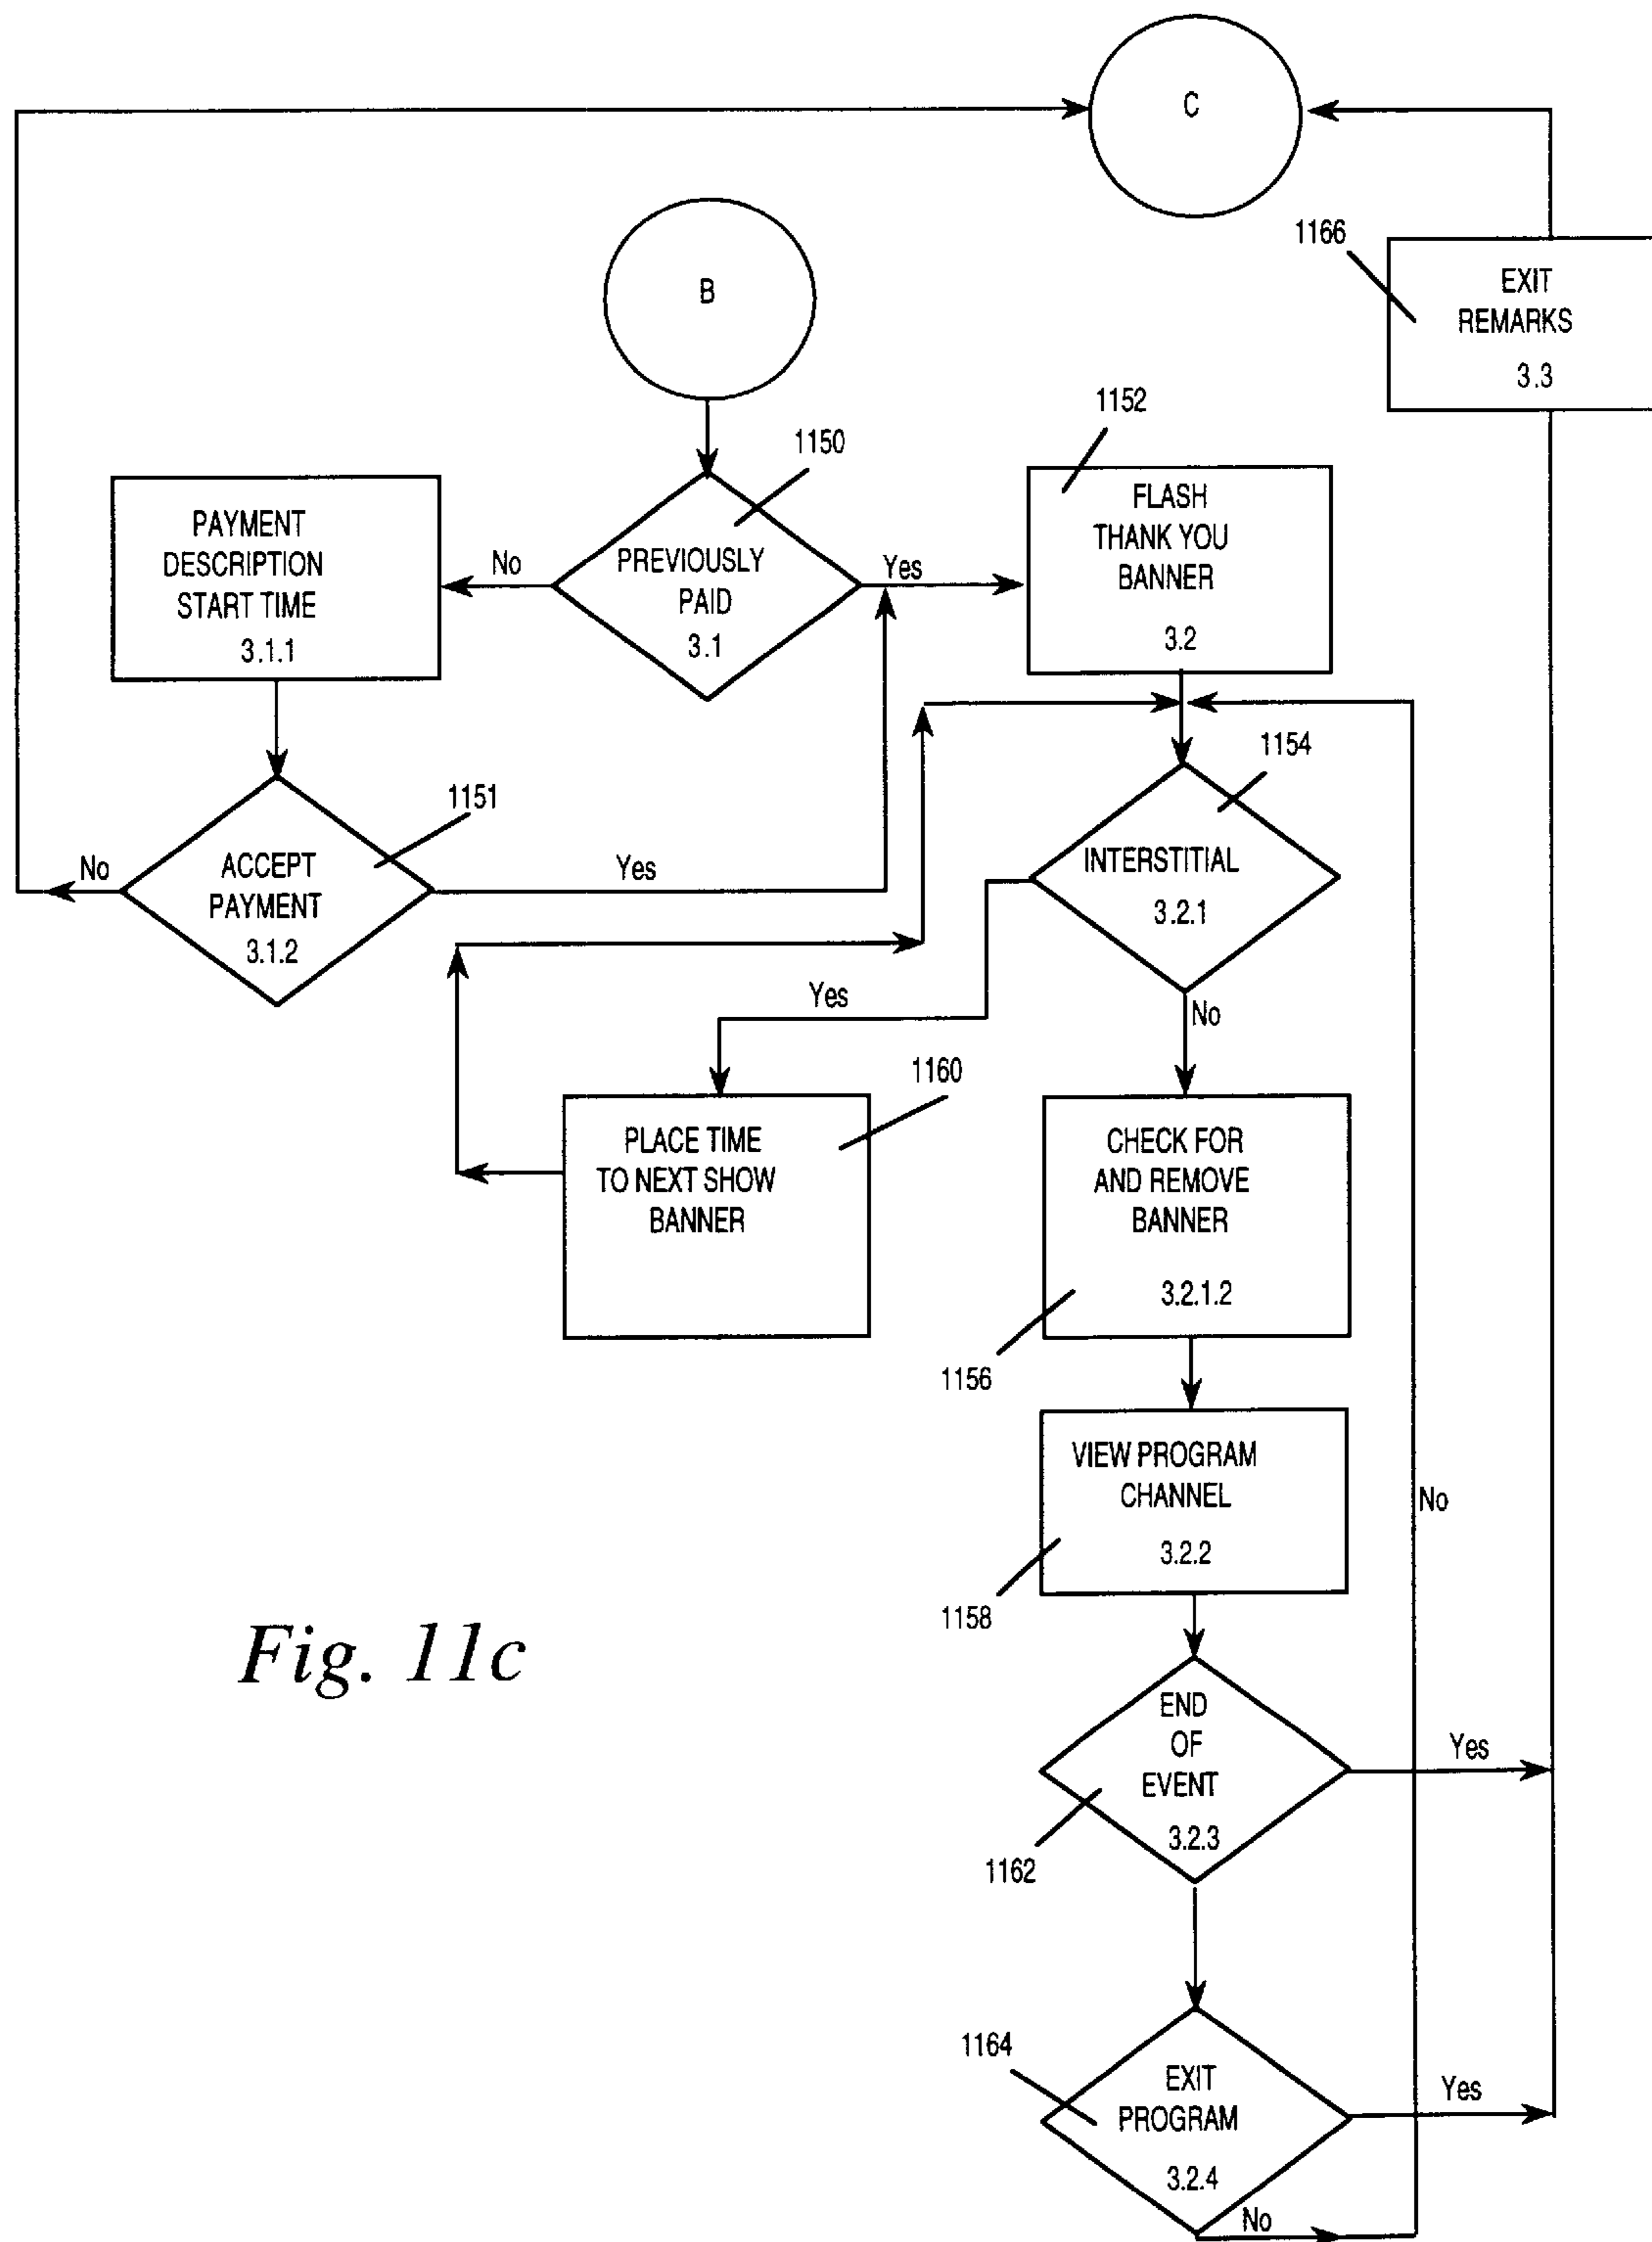 C
1166
EXIT
REMARKS
3.3
B
1152
1150
FLASH
THANK YOU
BANNER
3.2
PAYMENT
DESCRIPTION
START TIME
3.1.1
No
PREVIOUSLY
PAID
3.1
Yes
1154
1151
No
ACCEPT
PAYMENT
3.1.2
Yes
INTERSTITIAL
3.2.1
Yes
No
1160
PLACE TIME
TO NEXT SHOW
BANNER
CHECK FOR
AND REMOVE
BANNER
3.2.1.2
1156
VIEW PROGRAM
CHANNEL
3.2.2
No
1158
Fig. 11c
END
OF
EVENT
3.2.3
Yes
1162
1164
EXIT
PROGRAM
3.2.4
Yes
No